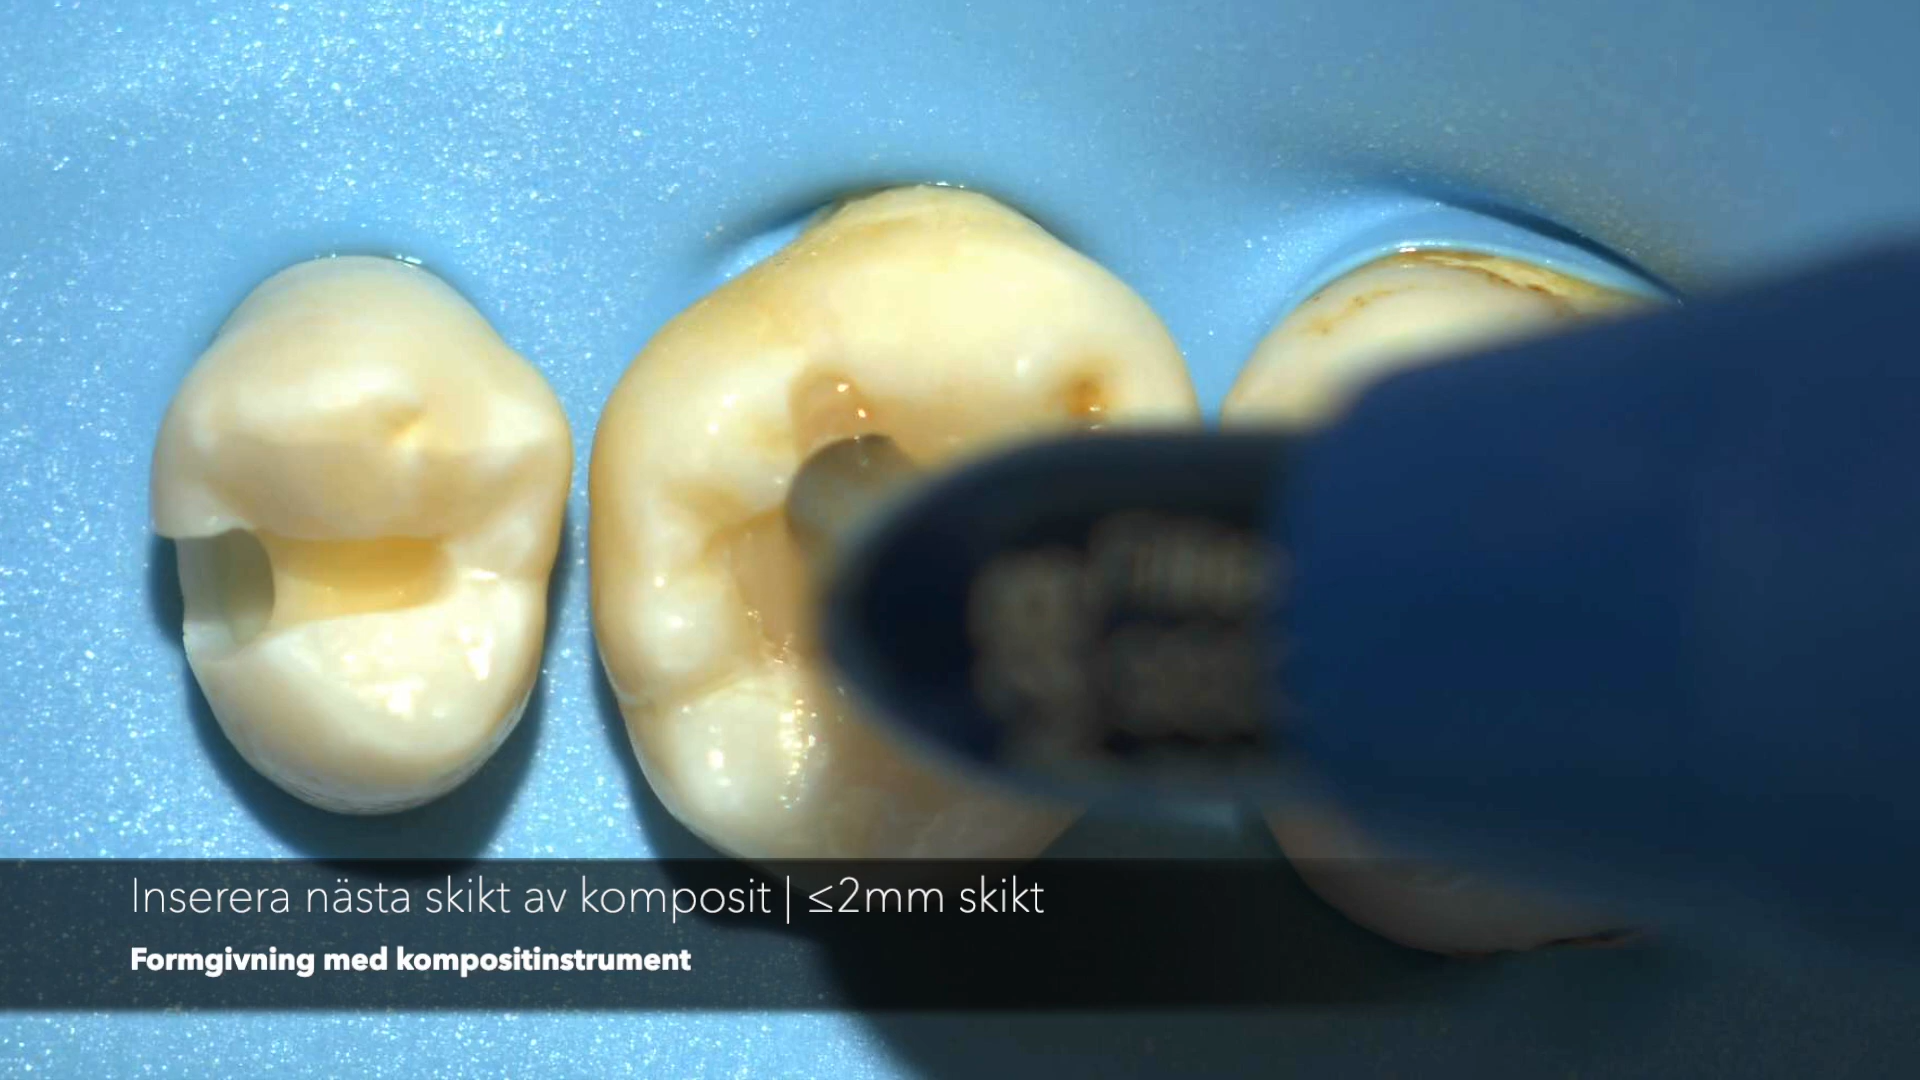 Inserera nästa skikt av komposit | ≤2mm skikt
Formgivning med kompositinstrument